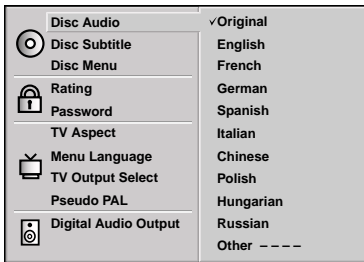 Disc Audio
Disc Subtitle
Disc Menu
Rating
Password
TV Aspect
Menu Language
TV Output Select
Pseudo PAL
Digital Audio Output
✓Original
English
French
German
Spanish
Italian
Chinese
Polish
Hungarian
Russian
Other – – – –